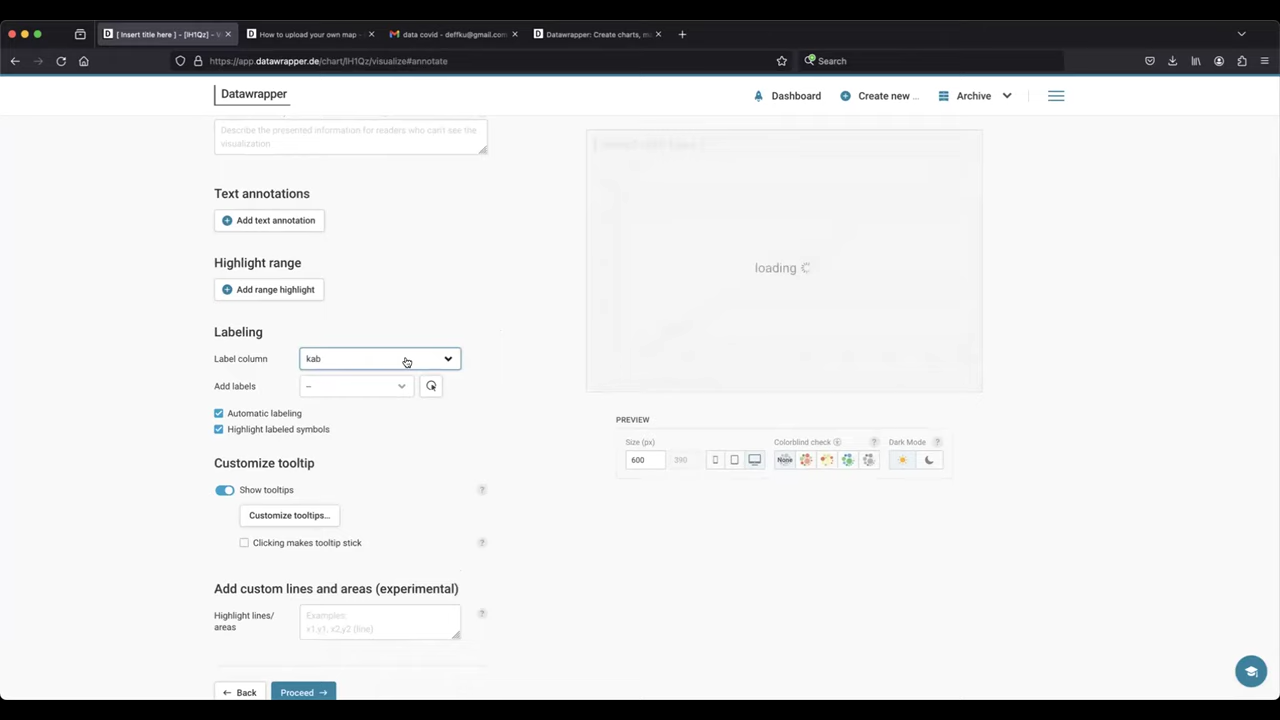 [ Insert title here ] - [lH1Qz] – V
How to upload your own map -
data covid - deffku@gmail.com
Datawrapper: Create charts, m
https://app.datawrapper.de/chart/lH1Qz/visualize#annotate
Search
Datawrapper
Dashboard
Create new ...
Archive
Describe the presented information for readers who can't see the
visualization
Text annotations
Add text annotation
Highlight range
Add range highlight
loading
Labeling
Label column
kab
Add labels
–
Automatic labeling
Highlight labeled symbols
PREVIEW
Size (px)
Colorblind check
?
Dark Mode
?
600
390
None
Customize tooltip
Show tooltips
?
Customize tooltips...
Clicking makes tooltip stick
?
Add custom lines and areas (experimental)
Highlight lines/
areas
Examples:
x1,y1, x2,y2 (line)
?
← Back
Proceed →